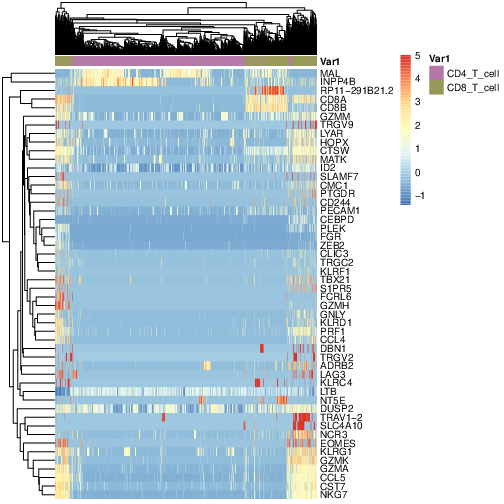 Var1
MAL
INPP4B
RP11-291B21.2
CD8A
CD8B
GZMM
TRGV9
LYAR
HOPX
CTSW
MATK
ID2
SLAMF7
CMC1
PTGDR
CD244
PECAM1
CEBPD
PLEK
FGR
ZEB2
CLIC3
TRGC2
KLRF1
TBX21
S1PR5
FCRL6
GZMH
GNLY
KLRD1
PRF1
CCL4
DBN1
TRGV2
ADRB2
LAG3
KLRC4
LTB
NT5E
DUSP2
TRAV1-2
SLC4A10
NCR3
EOMES
KLRG1
GZMK
GZMA
CCL5
CST7
NKG7
5
4
3
2
1
0
−1
Var1
CD4_T_cell
CD8_T_cell